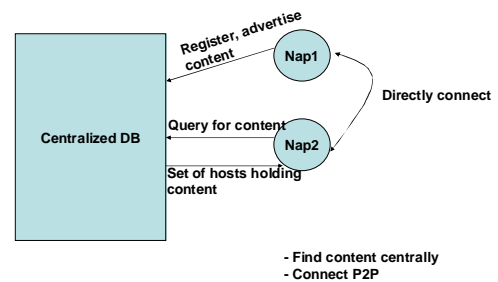 Register, advertise
content
Nap1
Directly connect
Centralized DB
Query for content
Nap2
Set of hosts holding
content
- Find content centrally
- Connect P2P